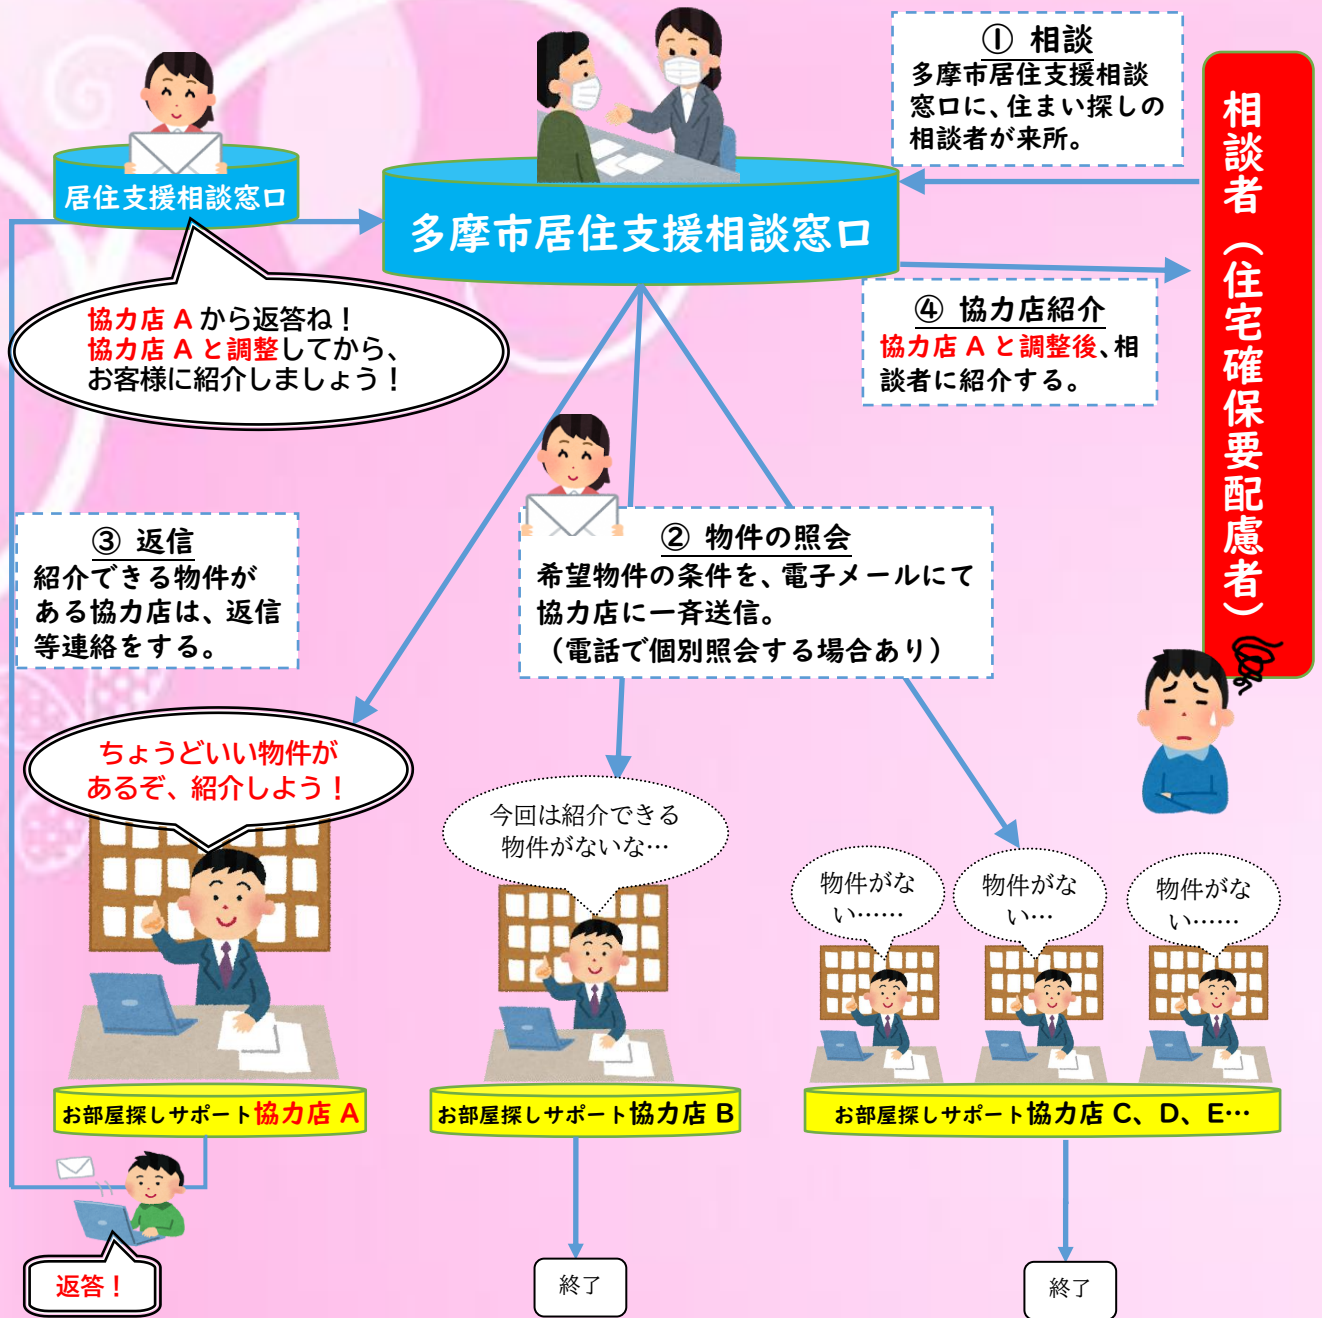 ① 相談
多摩市居住支援相談
窓口に、住まい探しの
相談者が来所。
相談者（住宅確保要配慮者）
居住支援相談窓口
多摩市居住支援相談窓口
協力店 A から返答ね！
協力店 A と調整してから、
お客様に紹介しましょう！
④ 協力店紹介
協力店 A と調整後、相
談者に紹介する。
③ 返信
紹介できる物件が
ある協力店は、返信
等連絡をする。
② 物件の照会
希望物件の条件を、電子メールにて
協力店に一斉送信。
（電話で個別照会する場合あり）
ちょうどいい物件が
あるぞ、紹介しよう！
今回は紹介できる
物件がないな…
物件がな
い……
物件がな
い…
物件がな
い……
お部屋探しサポート協力店 A
お部屋探しサポート協力店 B
お部屋探しサポート協力店 C、D、E…
返答！
終了
終了